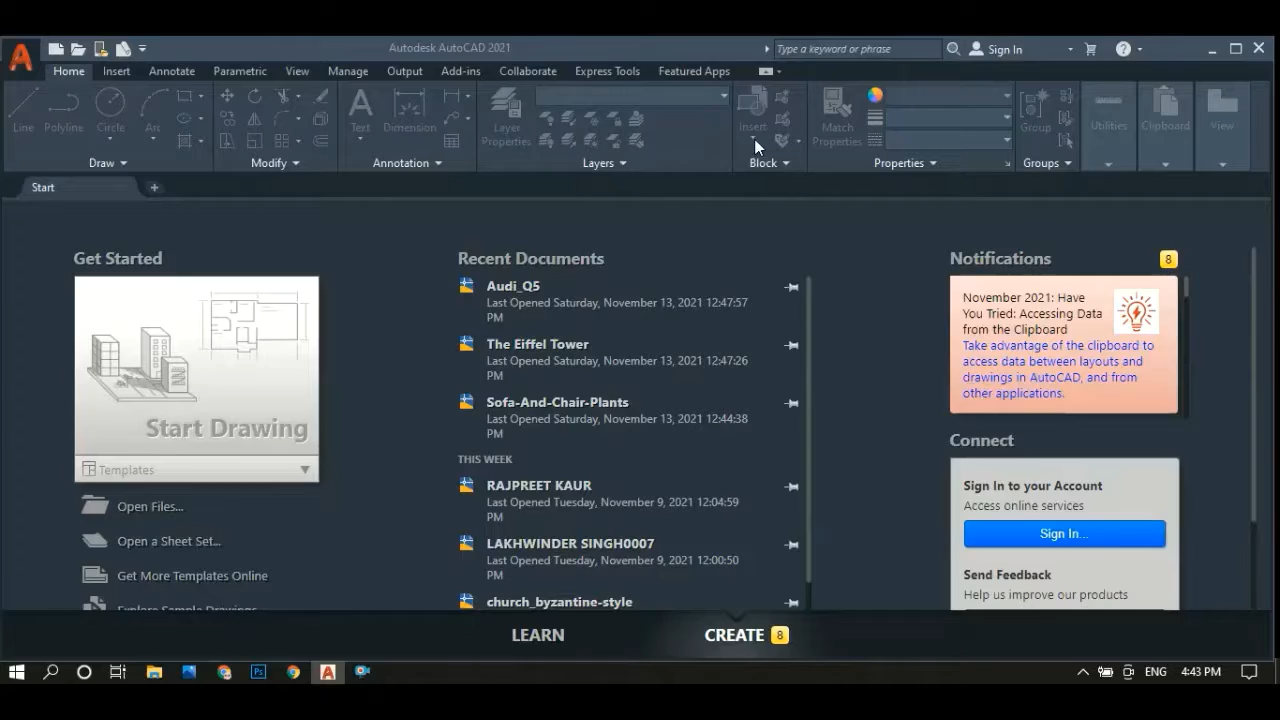 Autodesk AutoCAD 2021
Type a keyword or phrase
Sign In
Home Insert Annotate Parametric View Manage Output Add-ins Collaborate Express Tools Featured Apps
Line Polyline Circle Arc
Text Dimension
Layer Properties
Insert
Match Properties
Group
Utilities
Clipboard
View
Draw Modify Annotation Layers Block Properties Groups
Start
Get Started
Start Drawing
Templates
Open Files...
Open a Sheet Set...
Get More Templates Online
Explore Sample Drawings
Recent Documents
Audi_Q5
Last Opened Saturday, November 13, 2021 12:47:57
PM
The Eiffel Tower
Last Opened Saturday, November 13, 2021 12:47:26
PM
Sofa-And-Chair-Plants
Last Opened Saturday, November 13, 2021 12:44:38
PM
THIS WEEK
RAJPREET KAUR
Last Opened Tuesday, November 9, 2021 12:04:59
PM
LAKHWINDER SINGH0007
Last Opened Tuesday, November 9, 2021 12:00:50
PM
church_byzantine-style
Notifications
8
November 2021: Have
You Tried: Accessing Data
from the Clipboard
Take advantage of the clipboard to
access data between layouts and
drawings in AutoCAD, and from
other applications.
Connect
Sign In to your Account
Access online services
Sign In...
Send Feedback
Help us improve our products
LEARN
CREATE 8
Ps
ENG
4:43 PM